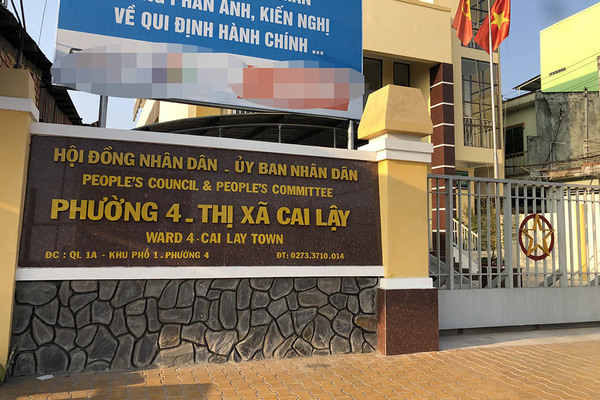 PHẢN ÁNH, KIẾN NGHỊ
VỀ QUI ĐỊNH HÀNH CHÍNH ...
HỘI ĐỒNG NHÂN DÂN - ỦY BAN NHÂN DÂN
PEOPLE'S COUNCIL & PEOPLE'S COMMITTEE
PHƯỜNG 4 - THỊ XÃ CAI LẬY
WARD 4 - CAI LAY TOWN
ĐC : QL 1A - KHU PHỐ 1 - PHƯỜNG 4
ĐT: 0273.3710.014